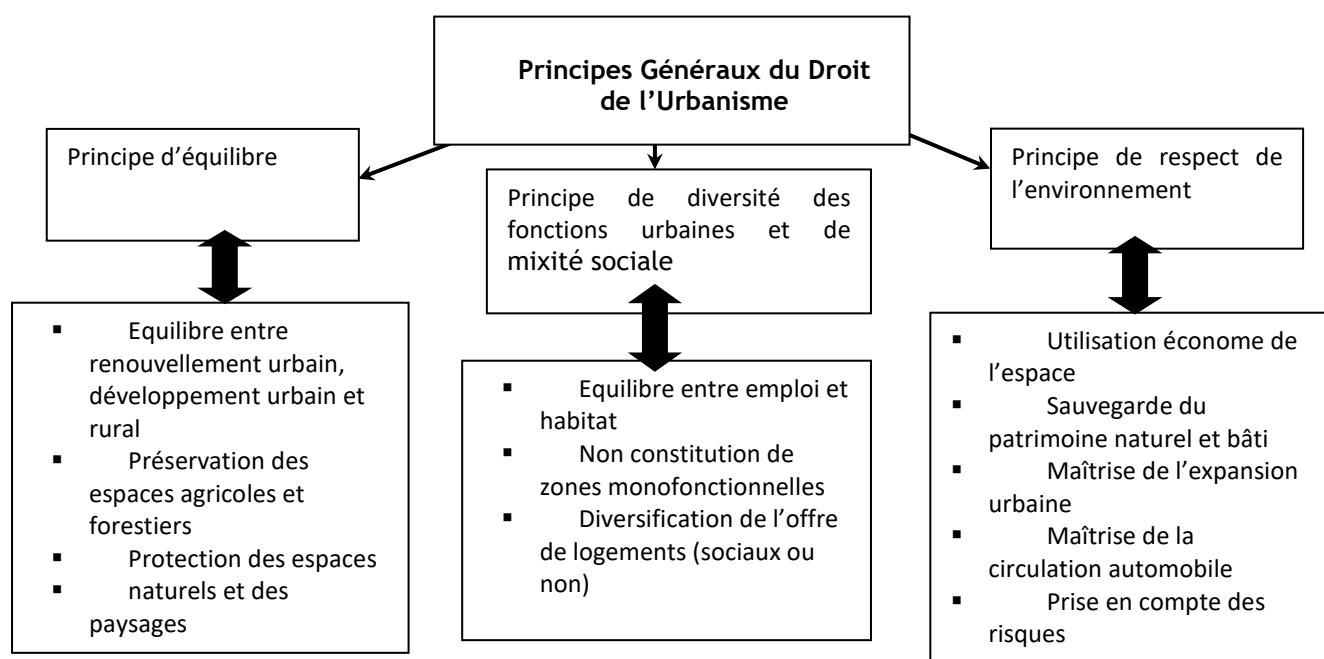 Principes Généraux du Droit
de l’Urbanisme
Principe d’équilibre
Principe de diversité des
fonctions urbaines et de
mixité sociale
Principe de respect de
l’environnement
▪ Equilibre entre
renouvellement urbain,
développement urbain et
rural
▪ Préservation des
espaces agricoles et
forestiers
▪ Protection des espaces
▪ naturels et des
paysages
▪ Equilibre entre emploi et
habitat
▪ Non constitution de
zones monofonctionnelles
▪ Diversification de l’offre
de logements (sociaux ou
non)
▪ Utilisation économe de
l’espace
▪ Sauvegarde du
patrimoine naturel et bâti
▪ Maîtrise de l’expansion
urbaine
▪ Maîtrise de la
circulation automobile
▪ Prise en compte des
risques